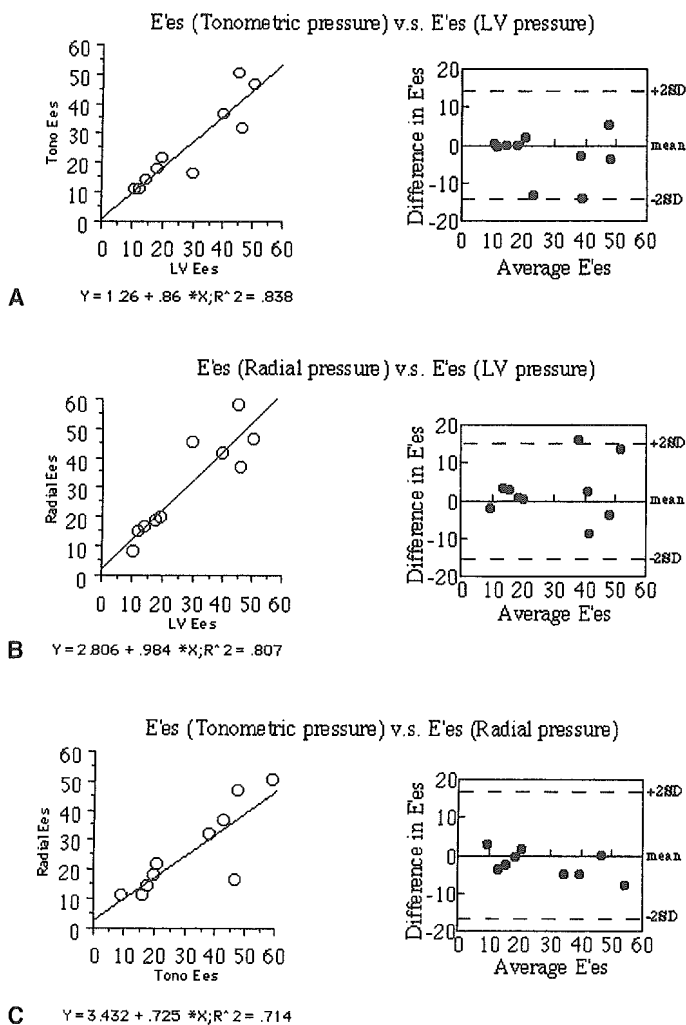 E'es (Tonometric pressure) v.s. E'es (LV pressure)
Tono Ees
60
50
40
30
20
10
0
0 10 20 30 40 50 60
LV Ees
Difference in E'es
20
10
0
-10
-20
+2SD
mean
-2SD
0 10 20 30 40 50 60
Average E'es
A
Y = 1.26 + .86 *X; R^2 = .838
E'es (Radial pressure) v.s. E'es (LV pressure)
Radial Ees
60
50
40
30
20
10
0
0 10 20 30 40 50 60
LV Ees
Difference in E'es
20
10
0
-10
-20
+2SD
mean
-2SD
0 10 20 30 40 50 60
Average E'es
B
Y = 2.806 + .984 *X; R^2 = .807
E'es (Tonometric pressure) v.s. E'es (Radial pressure)
Radial Ees
60
50
40
30
20
10
0
0 10 20 30 40 50 60
Tono Ees
Difference in E'es
20
10
0
-10
-20
+2SD
mean
-2SD
0 10 20 30 40 50 60
Average E'es
C
Y = 3.432 + .725 *X; R^2 = .714